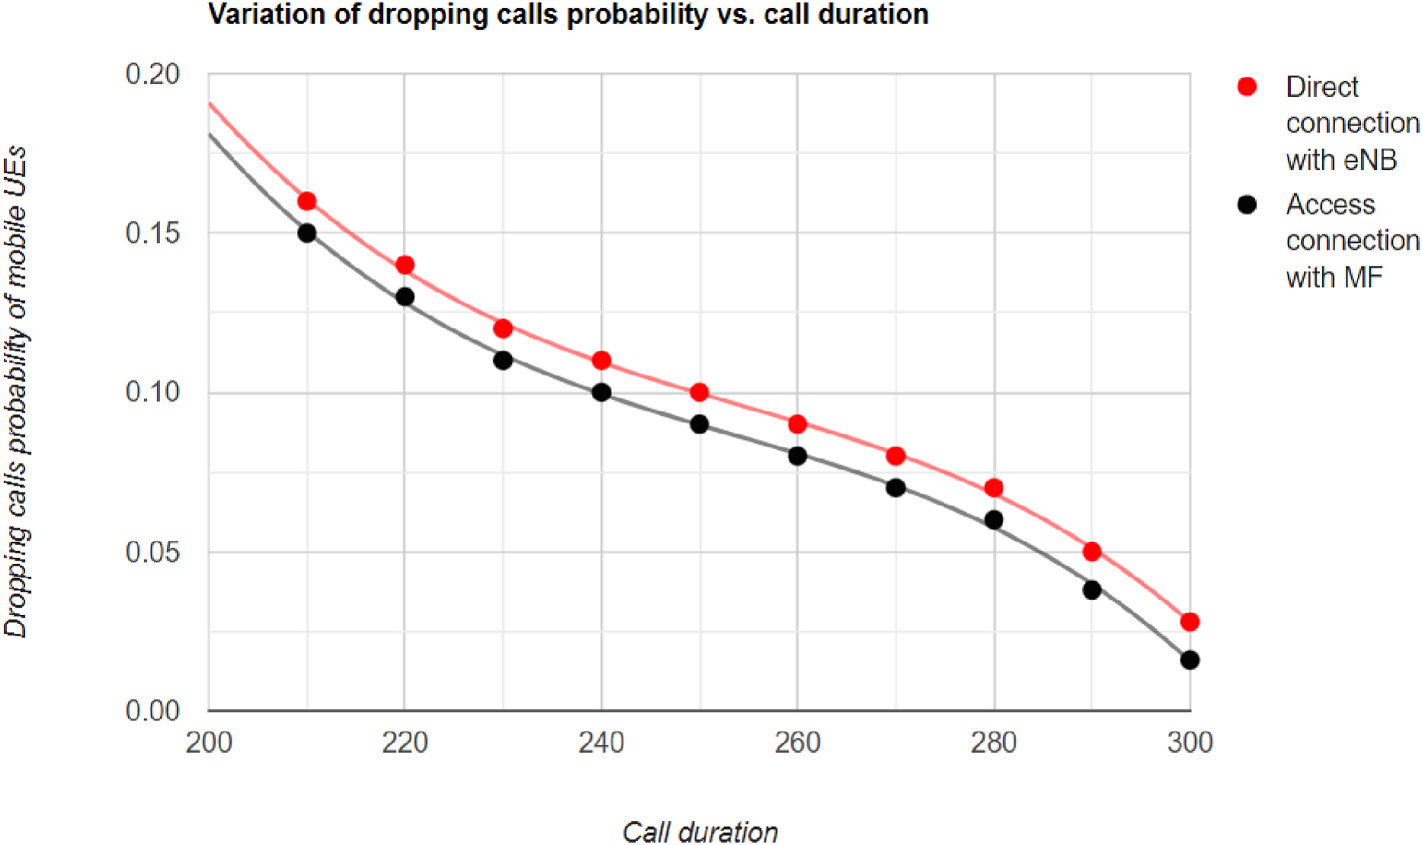 Variation of dropping calls probability vs. call duration
Dropping calls probability of mobile UEs
0.20
0.15
0.10
0.05
0.00
200
220
240
260
280
300
Call duration
Direct
connection
with eNB
Access
connection
with MF